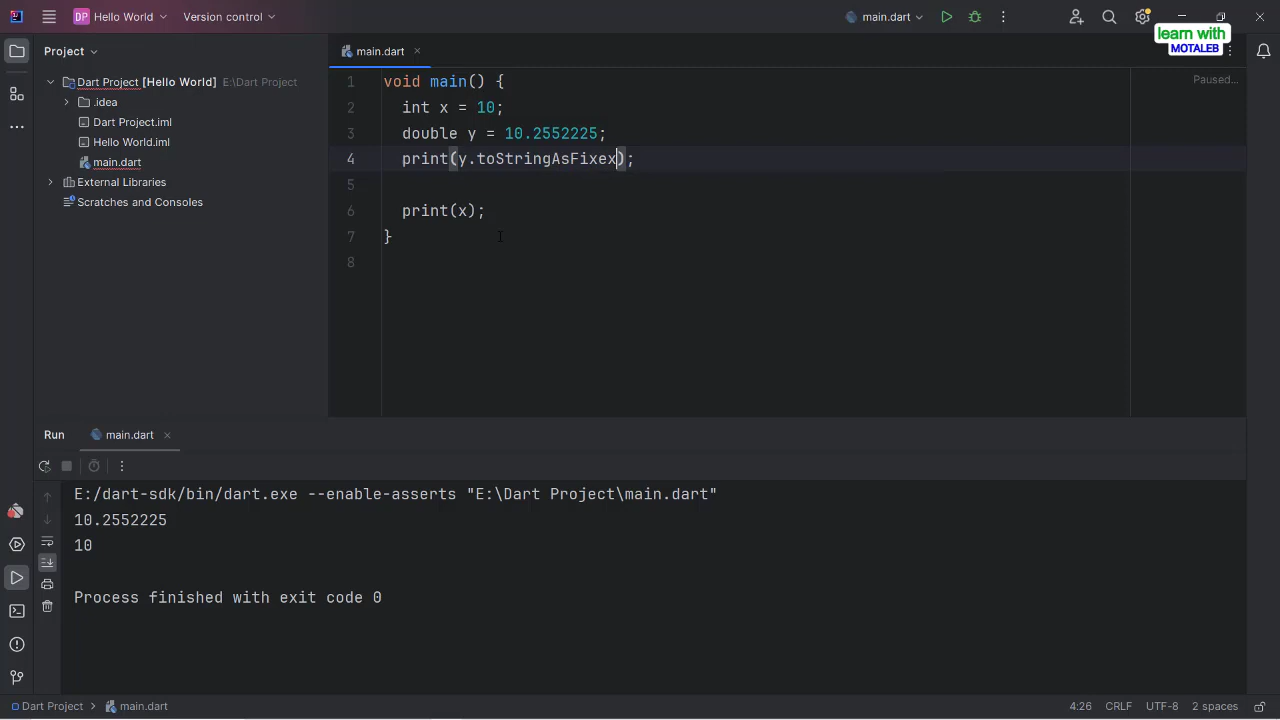 DP Hello World
Version control
main.dart
learn with
MOTALEB
Project
main.dart
Paused...
Dart Project [Hello World] E:\Dart Project
.idea
Dart Project.iml
Hello World.iml
main.dart
External Libraries
Scratches and Consoles
1 void main() {
2 int x = 10;
3 double y = 10.2552225;
4 print(y.toStringAsFixex);
5
6 print(x);
7 }
8
Run main.dart
E:/dart-sdk/bin/dart.exe --enable-asserts "E:\Dart Project\main.dart"
10.2552225
10
Process finished with exit code 0
Dart Project > main.dart
4:26 CRLF UTF-8 2 spaces